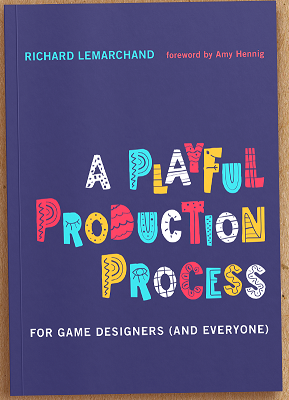 RICHARD LEMARCHAND foreword by Amy Hennig
A PLAYFUL
PRODUCTION
PROCESS
FOR GAME DESIGNERS (AND EVERYONE)